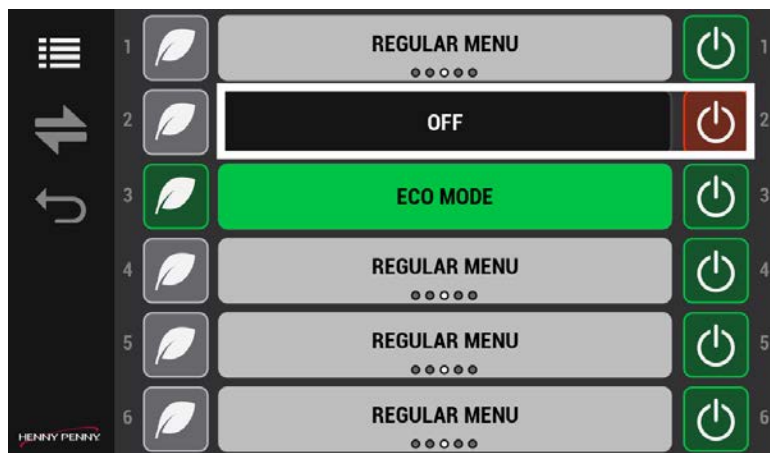 1 REGULAR MENU 1
2 OFF 2
3 ECO MODE 3
4 REGULAR MENU 4
5 REGULAR MENU 5
6 REGULAR MENU 6
HENNY PENNY